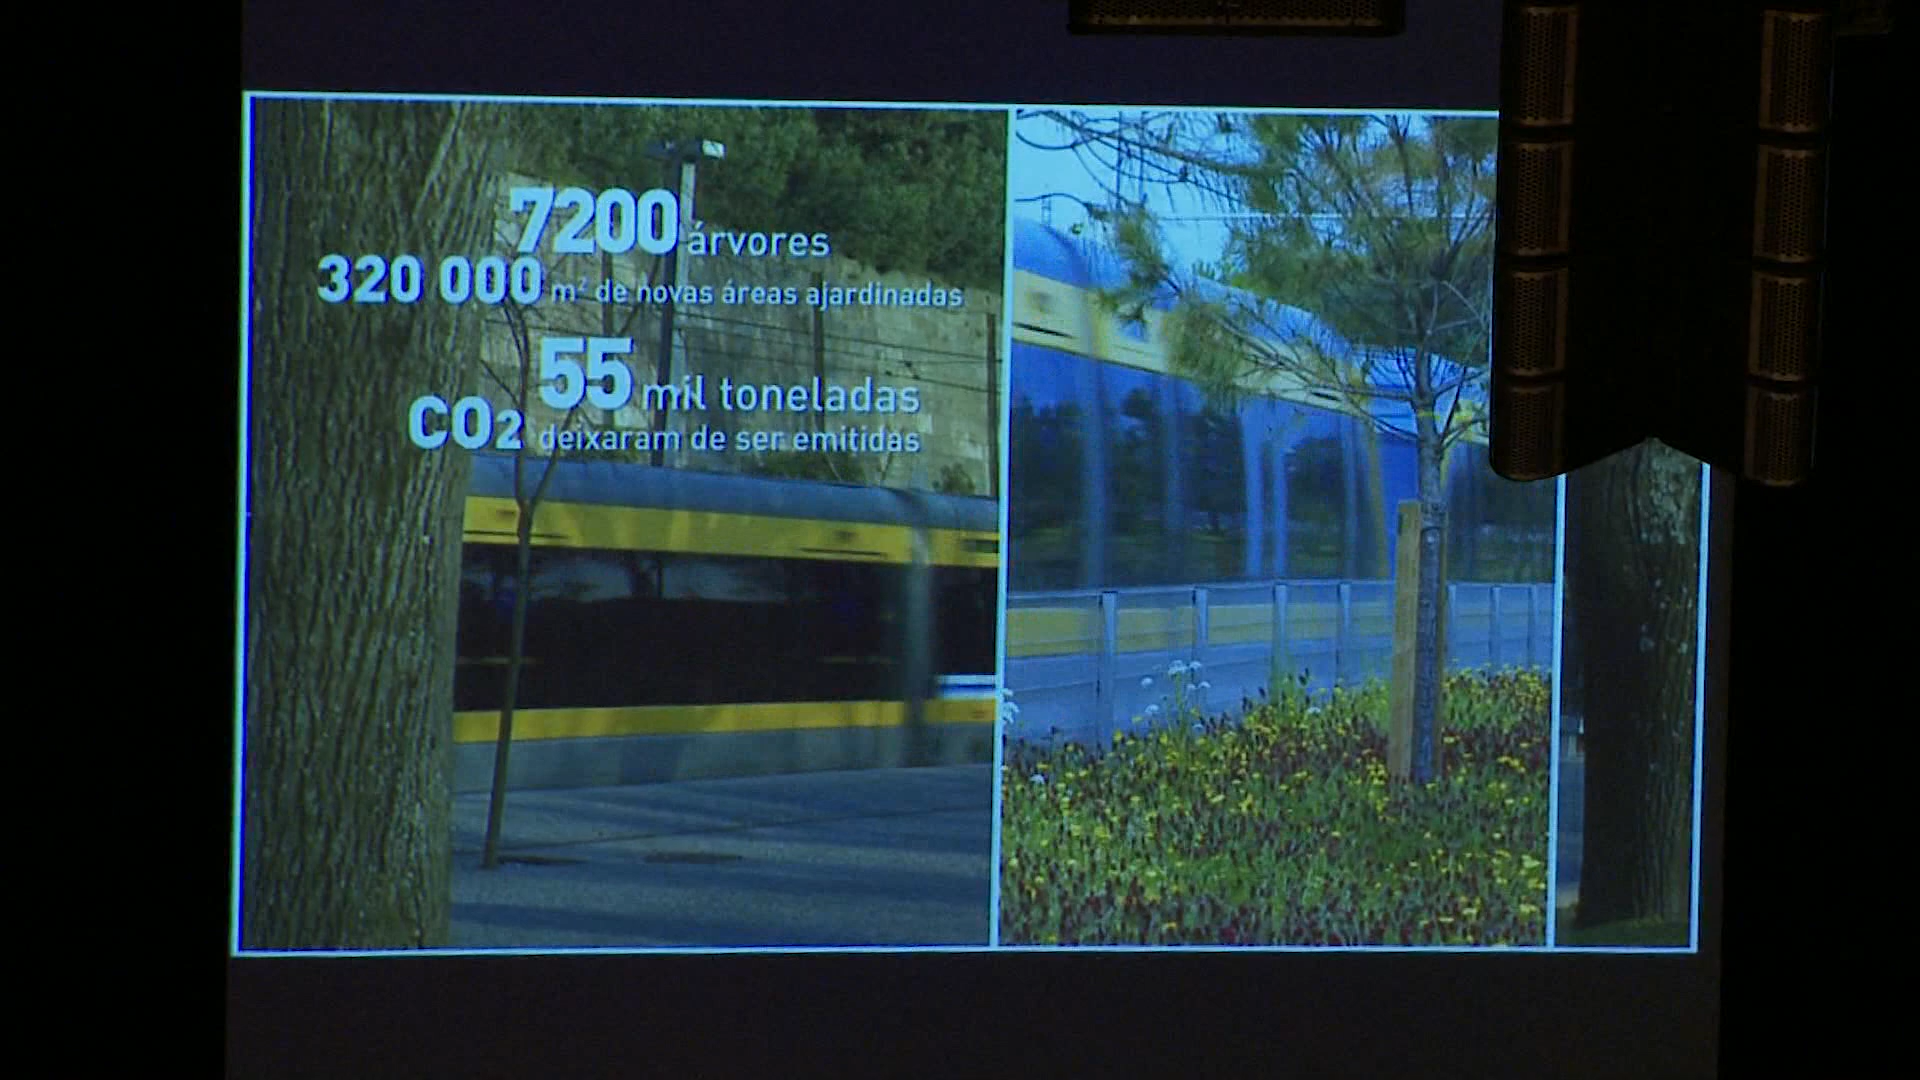 7200 árvores
320 000 m² de novas áreas ajardinadas
55 mil toneladas
CO2 deixaram de ser emitidas